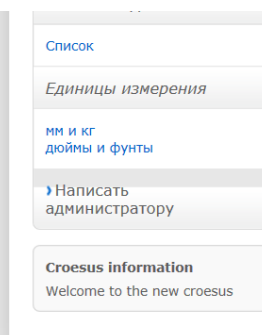 Список
Единицы измерения
мм и кг
дюймы и фунты
Написать
администратору
Croesus information
Welcome to the new croesus